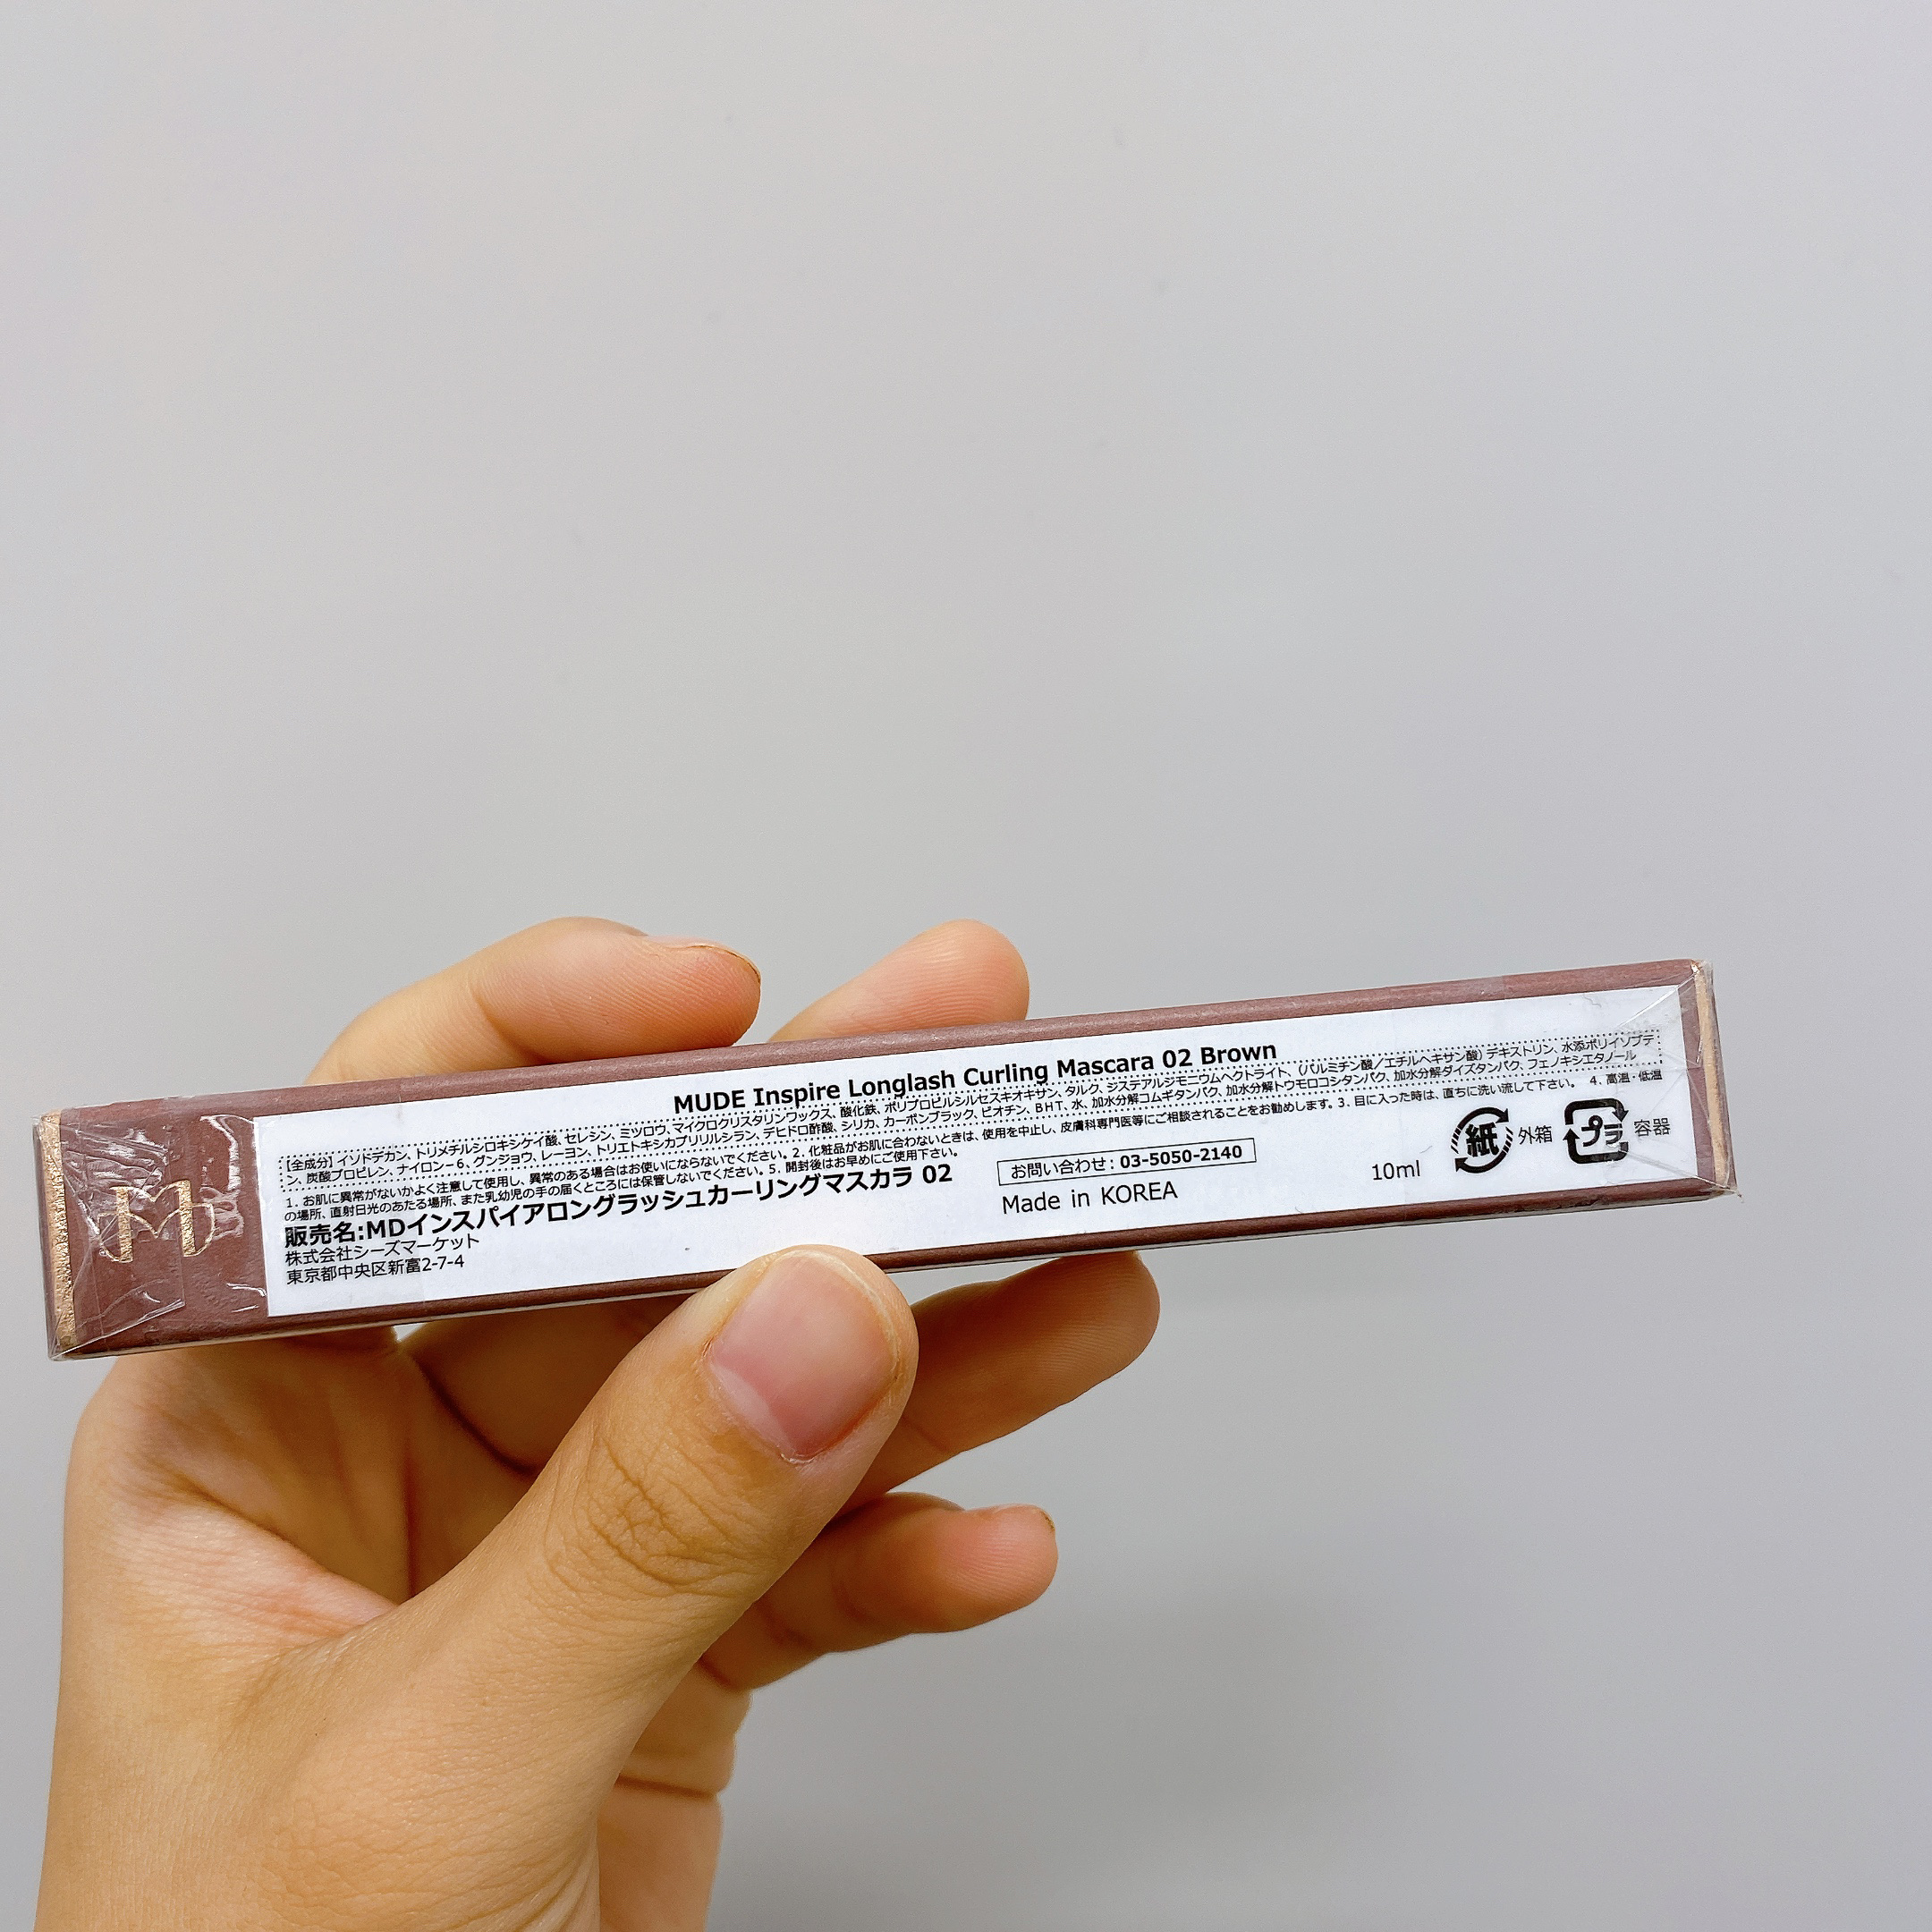 MUDE Inspire Longlash Curling Mascara 02 Brown
【全成分】イソドデカン、トリメチルシロキシケイ酸、セレシン、ミツロウ、マイクロクリスタリンワックス、酸化鉄、ポリプロピルシルセスキオキサン、タルク、ジステアルジモニウムヘクトライト、(パルミチン酸/エチルヘキサン酸)デキストリン、水添ポリイソブテ
ン、炭酸プロピレン、ナイロン-6、グンジョウ、レーヨン、トリエトキシカプリリルシラン、デヒドロ酢酸、シリカ、カーボンブラック、ビオチン、BHT、水、加水分解コムギタンパク、加水分解トウモロコシタンパク、加水分解ダイズタンパク、フェノキシエタノール
1. お肌に異常がないかよく注意して使用し、異常のある場合はお使いにならないでください。2. 化粧品がお肌に合わないときは、使用を中止し、皮膚科専門医等にご相談されることをお勧めします。3. 目に入った時は、直ちに洗い流して下さい。 4. 高温・低温
の場所、直射日光のあたる場所、また乳幼児の手の届くところには保管しないでください。5. 開封後はお早めにご使用下さい。
販売名:MDインスパイアロングラッシュカーリングマスカラ 02
株式会社シーズマーケット
東京都中央区新富2-7-4
お問い合わせ：03-5050-2140
Made in KOREA
10ml
紙 外箱 プラ 容器
M